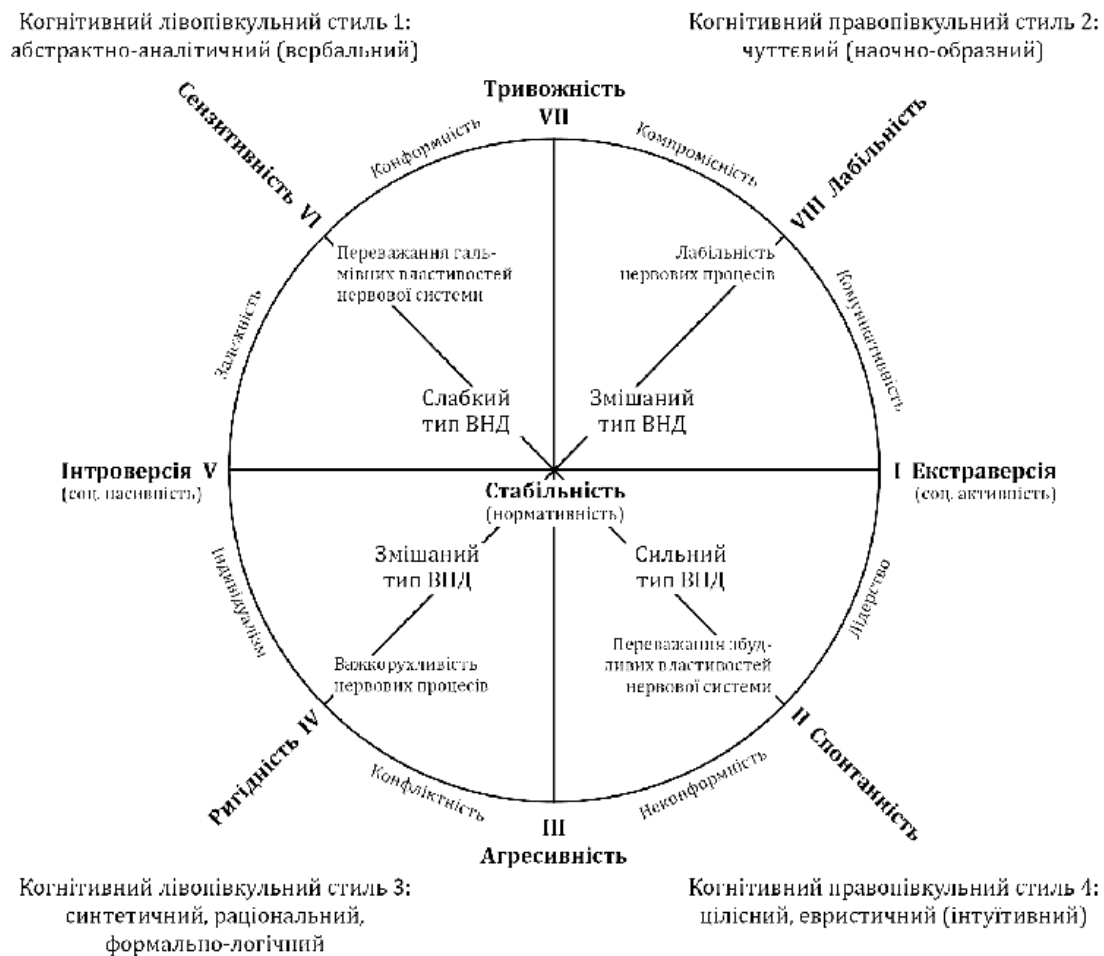 Когнітивний лівопівкульний стиль 1:
абстрактно-аналітичний (вербальний)
Когнітивний правопівкульний стиль 2:
чуттєвий (наочно-образний)
Тривожність
VII
Сензитивність VI
Конформність
Компромісність
VIII Лабільність
Переважання галь-
мівних властивостей
нервової системи
Лабільність
нервових процесів
Залежність
Комунікативність
Слабкий
тип ВНД
Змішаний
тип ВНД
Інтроверсія V
(соц. пасивність)
І Екстраверсія
(соц. активність)
Стабільність
(нормативність)
Змішаний
тип ВНД
Сильний
тип ВНД
Індивідуалізм
Лідерство
Важкорухливість
нервових процесів
Переважання збуд-
ливих властивостей
нервової системи
Ригідність IV
Конфліктність
Неконформність
II Спонтанність
III
Агресивність
Когнітивний лівопівкульний стиль 3:
синтетичний, раціональний,
формально-логічний
Когнітивний правопівкульний стиль 4:
цілісний, евристичний (інтуїтивний)